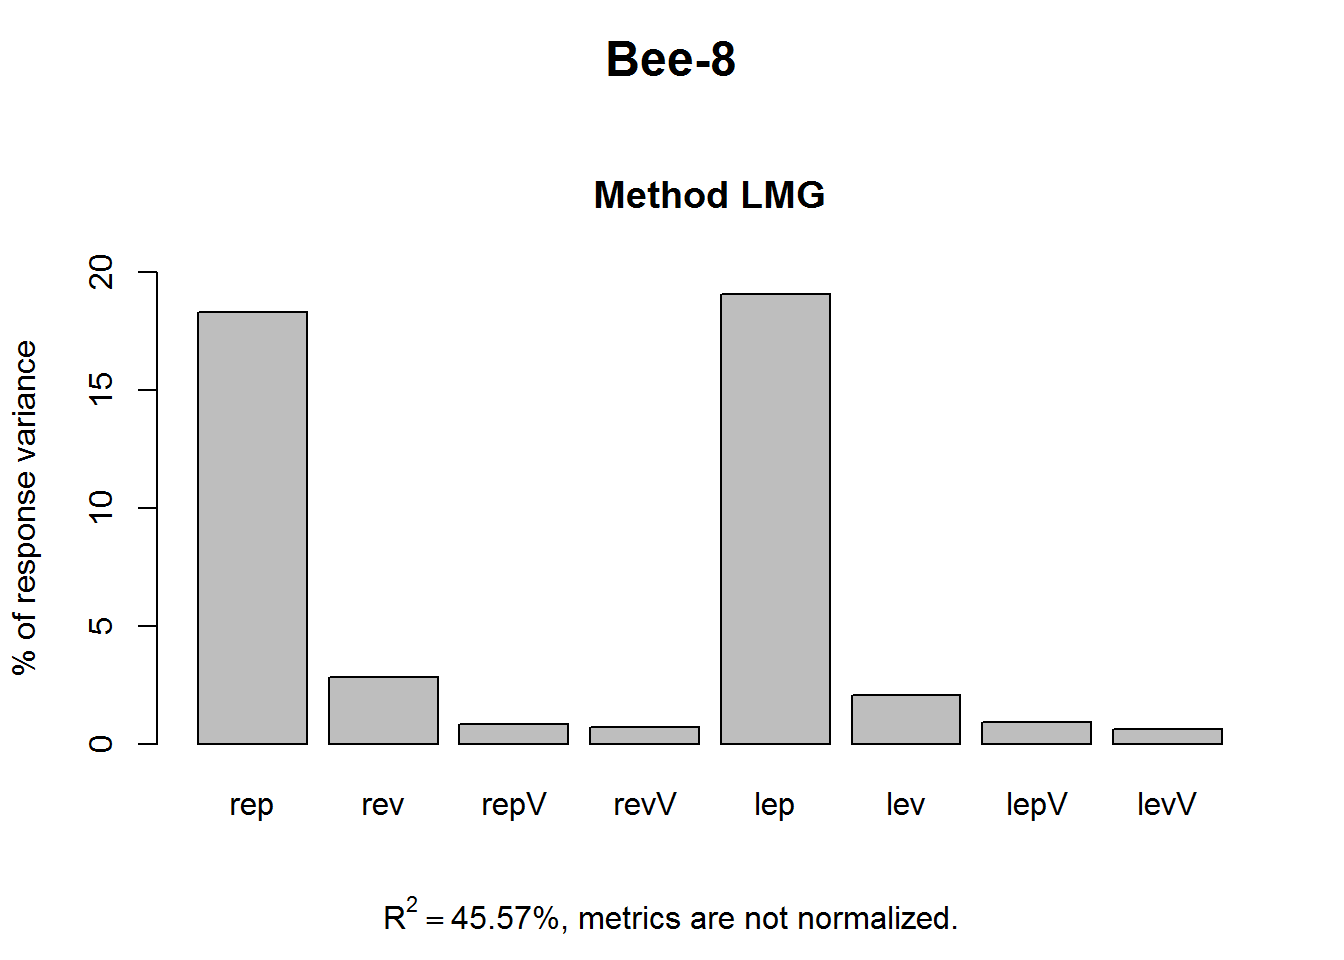 Bee-8
Method LMG
% of response variance
20
15
10
5
0
rep rev repV revV lep lev lepV levV
R² = 45.57%, metrics are not normalized.